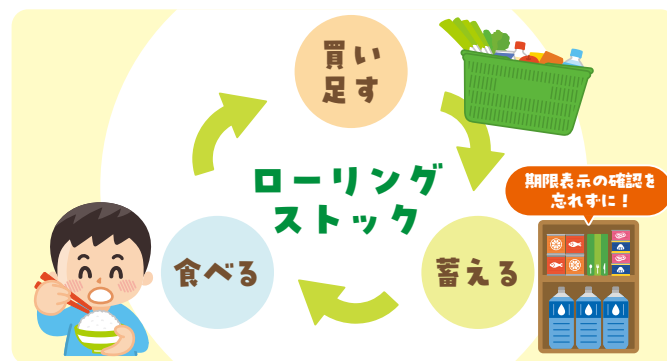 買い
足す
ローリング
ストック
期限表示の確認を
忘れずに！
食べる
蓄える